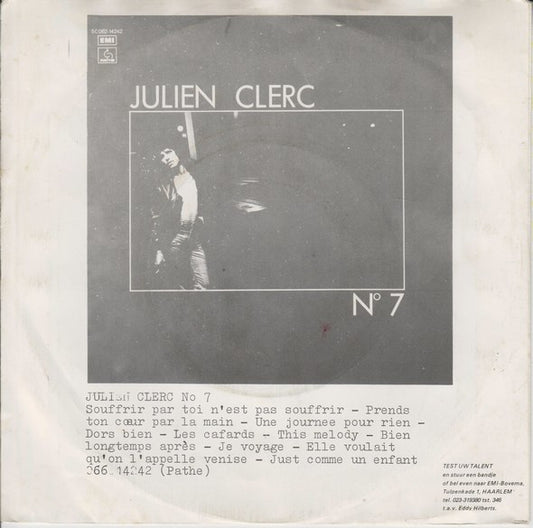 5C062-14242
EMI
JULIEN CLERC
Nº 7
JULIEN CLERC No 7
Souffrir par toi n'est pas souffrir - Prends
ton cœur par la main - Une journee pour rien -
Dors bien - Les cafards - This melody - Bien
longtemps après - Je voyage - Elle voulait
qu'on l'appelle venise - Just comme un enfant
066 14242 (Pathe)
TEST UW TALENT
en stuur een bandje
of bel even naar EMI-Bovema,
Tulpenkade 1, HAARLEM
tel. 023-319380 tst. 346
t.a.v. Eddy Hilberts.